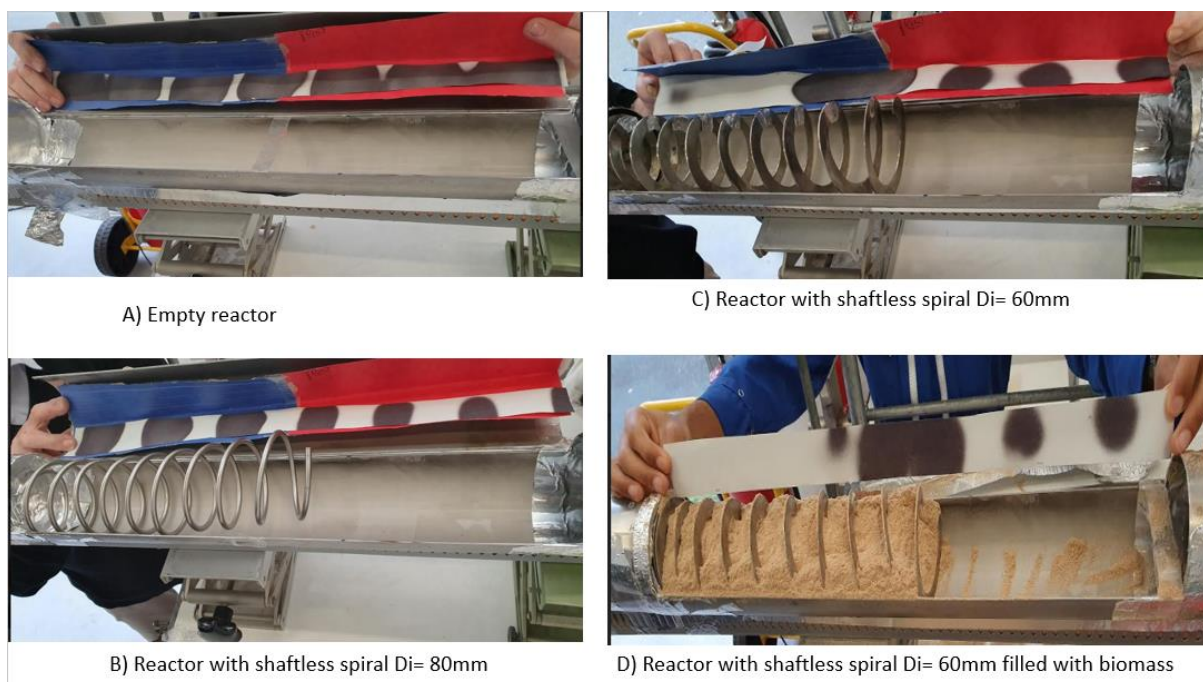 A) Empty reactor
C) Reactor with shaftless spiral Di= 60mm
B) Reactor with shaftless spiral Di= 80mm
D) Reactor with shaftless spiral Di= 60mm filled with biomass